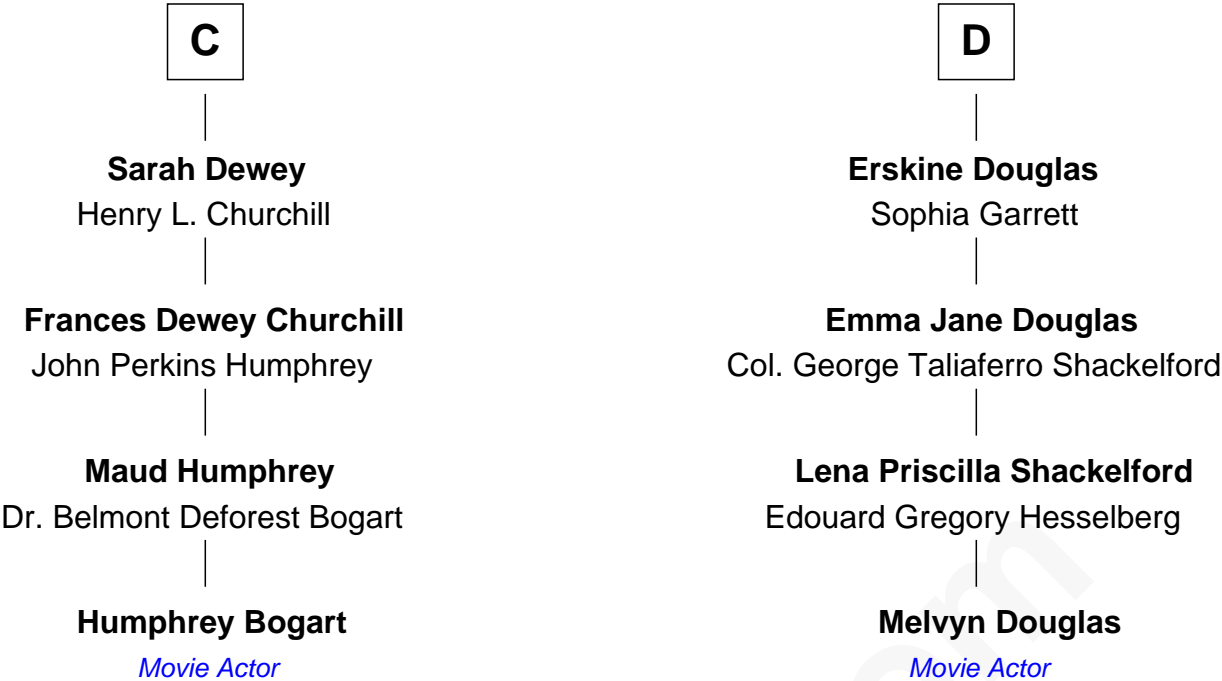 C
Sarah Dewey
Henry L. Churchill
Frances Dewey Churchill
John Perkins Humphrey
Maud Humphrey
Dr. Belmont Deforest Bogart
Humphrey Bogart
Movie Actor
D
Erskine Douglas
Sophia Garrett
Emma Jane Douglas
Col. George Taliaferro Shackelford
Lena Priscilla Shackelford
Edouard Gregory Hesselberg
Melvyn Douglas
Movie Actor